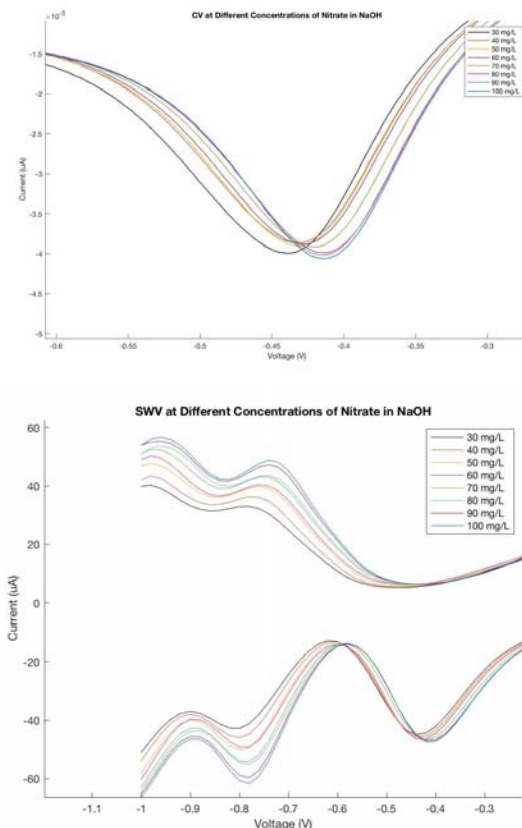 CV at Different Concentrations of Nitrate in NaOH
×10⁻³
-1.5
-2
-2.5
-3
-3.5
-4
-4.5
-5
Current (uA)
-0.6 -0.55 -0.5 -0.45 -0.4 -0.35 -0.3
Voltage (V)
30 mg/L
40 mg/L
50 mg/L
60 mg/L
70 mg/L
80 mg/L
90 mg/L
100 mg/L
SWV at Different Concentrations of Nitrate in NaOH
60
40
20
0
-20
-40
-60
Current (uA)
-1.1 -1 -0.9 -0.8 -0.7 -0.6 -0.5 -0.4 -0.3 -0.2
Voltage (V)
30 mg/L
40 mg/L
50 mg/L
60 mg/L
70 mg/L
80 mg/L
90 mg/L
100 mg/L